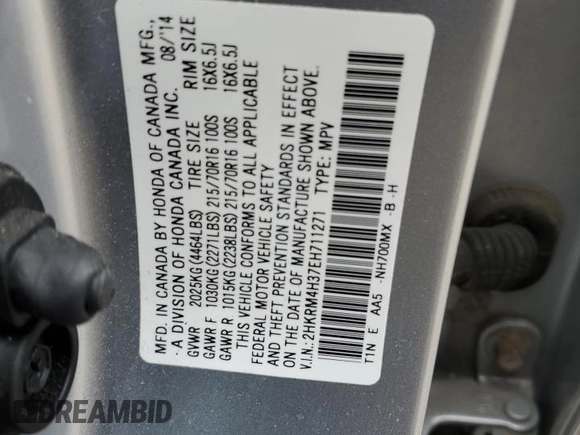 MFD. IN CANADA BY HONDA OF CANADA MFG.,
A DIVISION OF HONDA CANADA INC. 08/'14
GVWR 2025KG(4464LBS) TIRE SIZE RIM SIZE
GAWR F 1030KG(2271LBS) 215/70R16 100S 16X6.5J
GAWR R 1015KG(2238LBS) 215/70R16 100S 16X6.5J
THIS VEHICLE CONFORMS TO ALL APPLICABLE
FEDERAL MOTOR VEHICLE SAFETY
AND THEFT PREVENTION STANDARDS IN EFFECT
ON THE DATE OF MANUFACTURE SHOWN ABOVE.
V.I.N.: 2HKRM4H37EH711271 TYPE: MPV
T1N E AA5 -NH700MX -B -H
DREAMBID